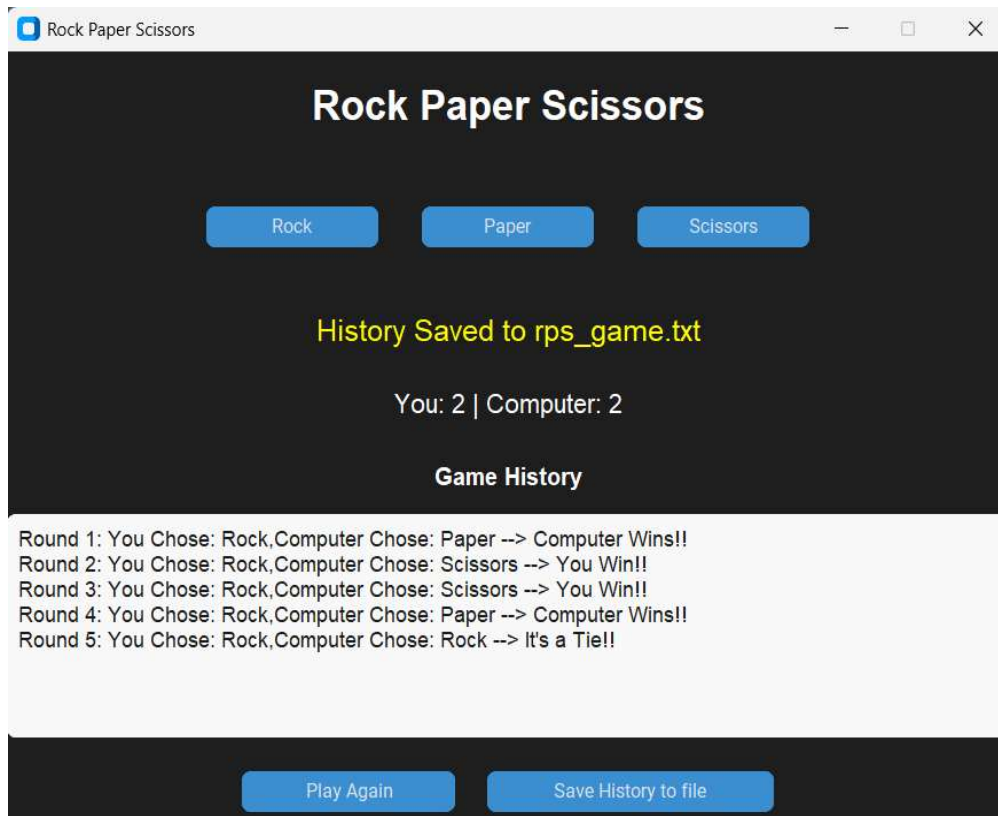 Rock Paper Scissors
Rock Paper Scissors
Rock Paper Scissors
History Saved to rps_game.txt
You: 2 | Computer: 2
Game History
Round 1: You Chose: Rock,Computer Chose: Paper --> Computer Wins!!
Round 2: You Chose: Rock,Computer Chose: Scissors --> You Win!!
Round 3: You Chose: Rock,Computer Chose: Scissors --> You Win!!
Round 4: You Chose: Rock,Computer Chose: Paper --> Computer Wins!!
Round 5: You Chose: Rock,Computer Chose: Rock --> It's a Tie!!
Play Again Save History to file